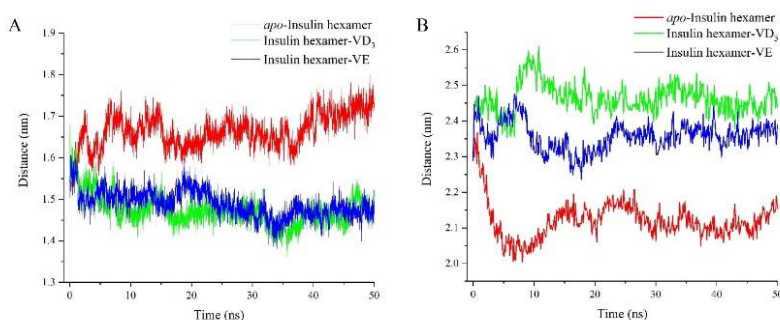 A
apo-Insulin hexamer
Insulin hexamer-VD3
Insulin hexamer-VE
1.8
1.7
1.6
1.5
1.4
1.3
Distance (nm)
0 10 20 30 40 50
Time (ns)
B
apo-Insulin hexamer
Insulin hexamer-VD3
Insulin hexamer-VE
2.6
2.5
2.4
2.3
2.2
2.1
2.0
Distance (nm)
0 10 20 30 40 50
Time (ns)